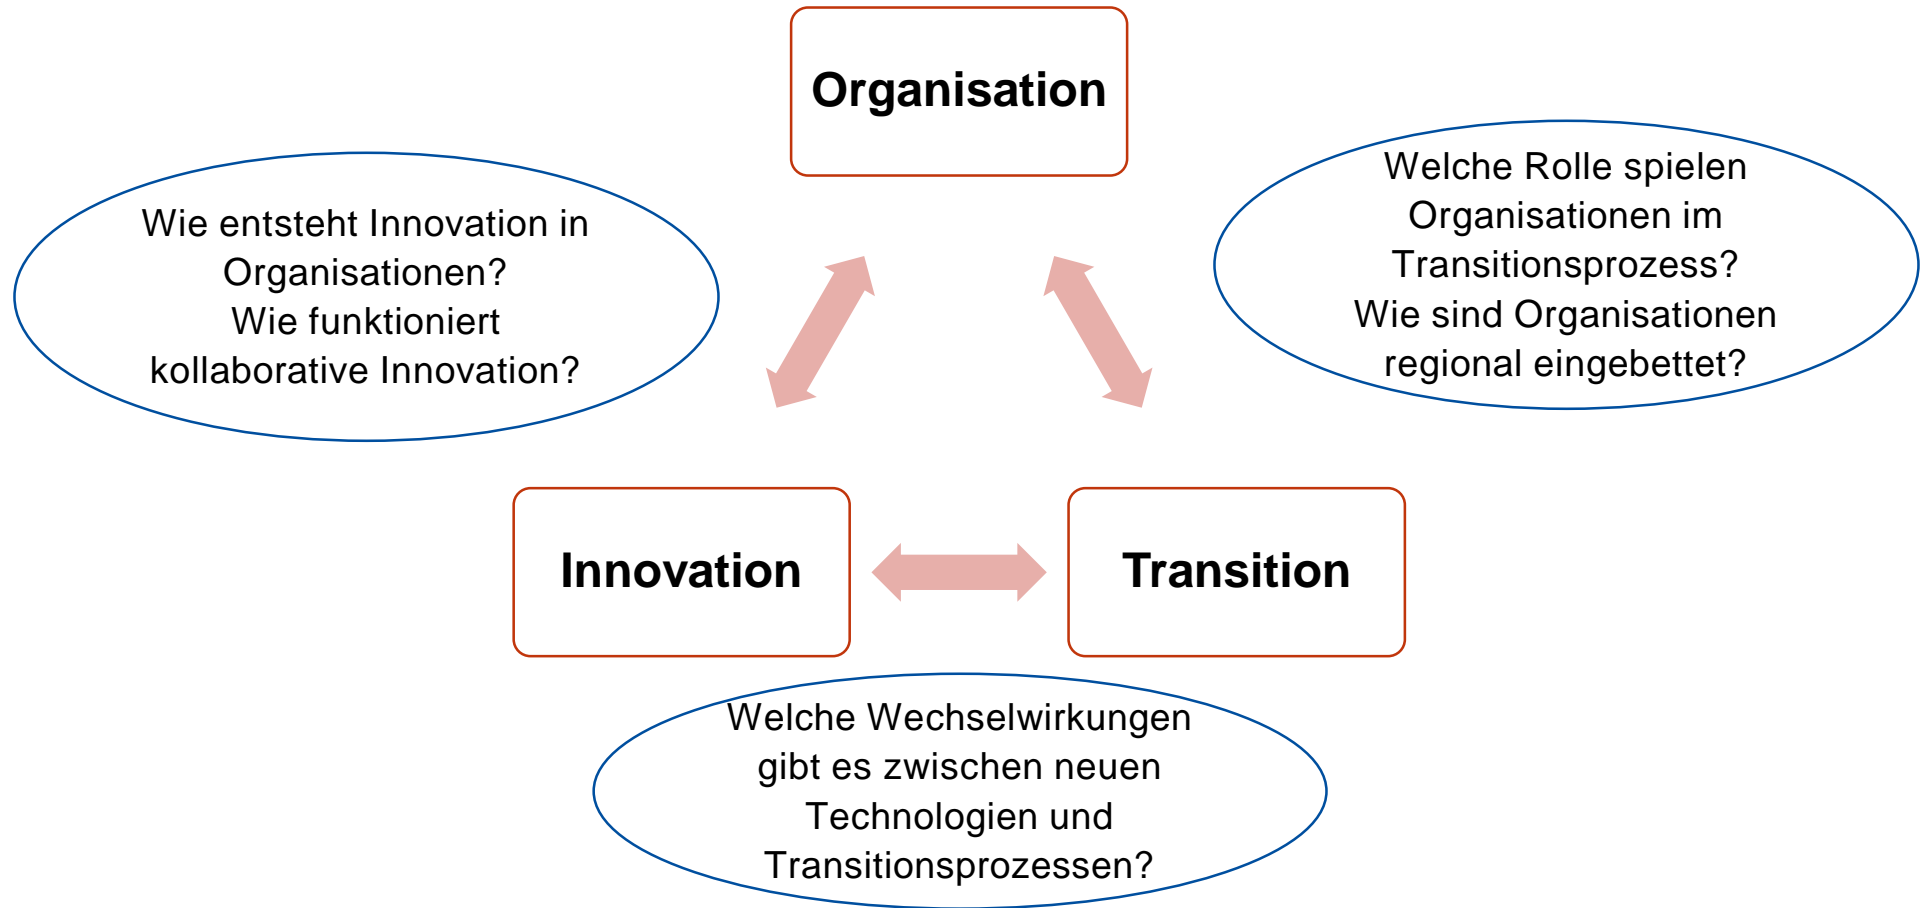 Organisation
Wie entsteht Innovation in
Organisationen?
Wie funktioniert
kollaborative Innovation?
Welche Rolle spielen
Organisationen im
Transitionsprozess?
Wie sind Organisationen
regional eingebettet?
Innovation
Transition
Welche Wechselwirkungen
gibt es zwischen neuen
Technologien und
Transitionsprozessen?